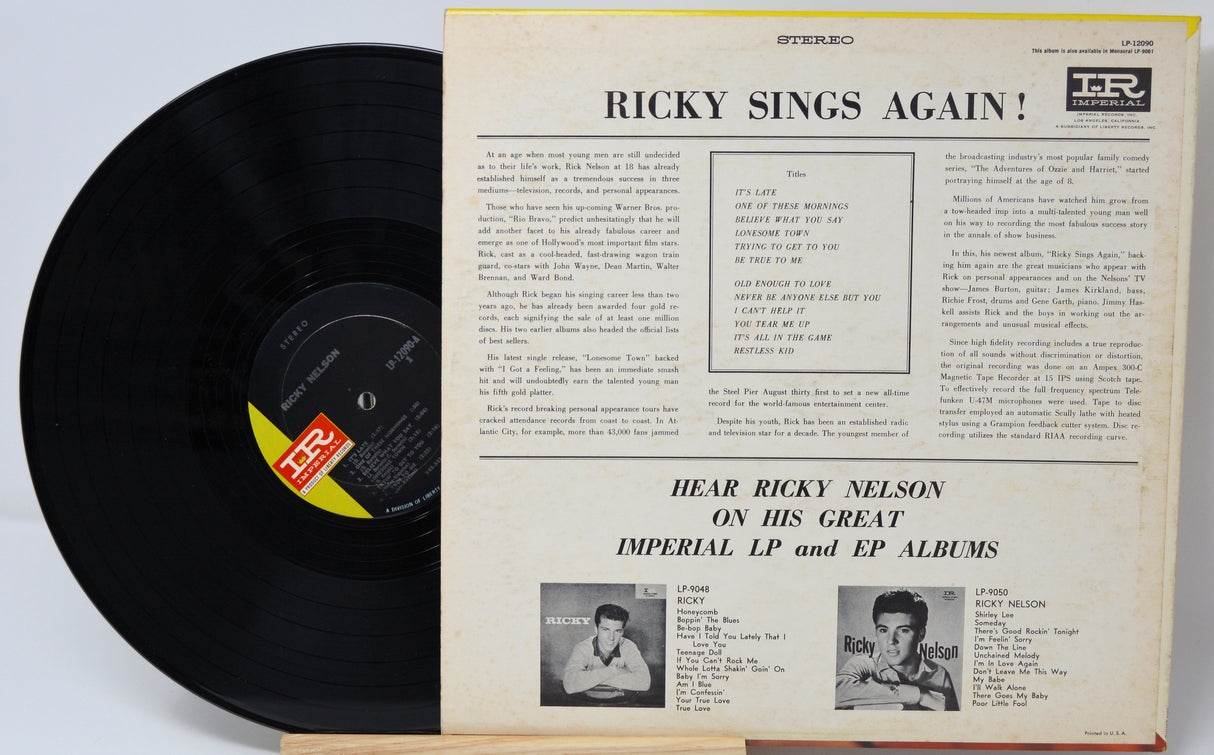 STEREO
LP-12090
This album is also available in Monaural LP-9061
RICKY SINGS AGAIN!
IR
IMPERIAL
IMPERIAL RECORDS, INC.
LOS ANGELES, CALIFORNIA
A SUBSIDIARY OF LIBERTY RECORDS, INC.
At an age when most young men are still undecided
as to their life's work, Rick Nelson at 18 has already
established himself as a tremendous success in three
mediums—television, records, and personal appearances.
Those who have seen his up-coming Warner Bros. pro-
duction, "Rio Bravo," predict unhesitatingly that he will
add another facet to his already fabulous career and
emerge as one of Hollywood's most important film stars.
Rick, cast as a cool-headed, fast-drawing wagon train
guard, co-stars with John Wayne, Dean Martin, Walter
Brennan, and Ward Bond.
Although Rick began his singing career less than two
years ago, he has already been awarded four gold re-
cords, each signifying the sale of at least one million
discs. His two earlier albums also headed the official lists
of best sellers.
His latest single release, "Lonesome Town" backed
with "I Got a Feeling," has been an immediate smash
hit and will undoubtedly earn the talented young man
his fifth gold platter.
Rick's record breaking personal appearance tours have
cracked attendance records from coast to coast. In At-
lantic City, for example, more than 43,000 fans jammed
Titles
IT'S LATE
ONE OF THESE MORNINGS
BELIEVE WHAT YOU SAY
LONESOME TOWN
TRYING TO GET TO YOU
BE TRUE TO ME
OLD ENOUGH TO LOVE
NEVER BE ANYONE ELSE BUT YOU
I CAN'T HELP IT
YOU TEAR ME UP
IT'S ALL IN THE GAME
RESTLESS KID
the Steel Pier August thirty first to set a new all-time
record for the world-famous entertainment center.
Despite his youth, Rick has been an established radio
and television star for a decade. The youngest member of
the broadcasting industry's most popular family comedy
series, "The Adventures of Ozzie and Harriet," started
portraying himself at the age of 8.
Millions of Americans have watched him grow from
a tow-headed imp into a multi-talented young man well
on his way to recording the most fabulous success story
in the annals of show business.
In this, his newest album, "Ricky Sings Again," back-
ing him again are the great musicians who appear with
Rick on personal appearances and on the Nelsons' TV
show—James Burton, guitar; James Kirkland, bass,
Richie Frost, drums and Gene Garth, piano. Jimmy Has-
kell assists Rick and the boys in working out the ar-
rangements and unusual musical effects.
Since high fidelity recording includes a true reproduc-
tion of all sounds without discrimination or distortion,
the original recording was done on an Ampex 300-C
Magnetic Tape Recorder at 15 IPS using Scotch tape.
To effectively record the full frequency spectrum Tele-
funken U-47M microphones were used. Tape to disc
transfer employed an automatic Scully lathe with heated
stylus using a Grampion feedback cutter system. Disc re-
cording utilizes the standard RIAA recording curve.
HEAR RICKY NELSON
ON HIS GREAT
IMPERIAL LP and EP ALBUMS
RICKY
LP-9048
RICKY
Honeycomb
Boppin' The Blues
Be-bop Baby
Have I Told You Lately That I
Love You
Teenage Doll
If You Can't Rock Me
Whole Lotta Shakin' Goin' On
Baby I'm Sorry
Am I Blue
I'm Confessin'
Your True Love
True Love
Ricky Nelson
LP-9050
RICKY NELSON
Shirley Lee
Someday
There's Good Rockin' Tonight
I'm Feelin' Sorry
Down The Line
Unchained Melody
I'm In Love Again
Don't Leave Me This Way
My Babe
I'll Walk Alone
There Goes My Baby
Poor Little Fool
Printed in U.S.A.
STEREO
RICKY NELSON
LP-12090-A
IR
IMPERIAL
A PRODUCT OF LIBERTY RECORDS
A DIVISION OF LIBERTY